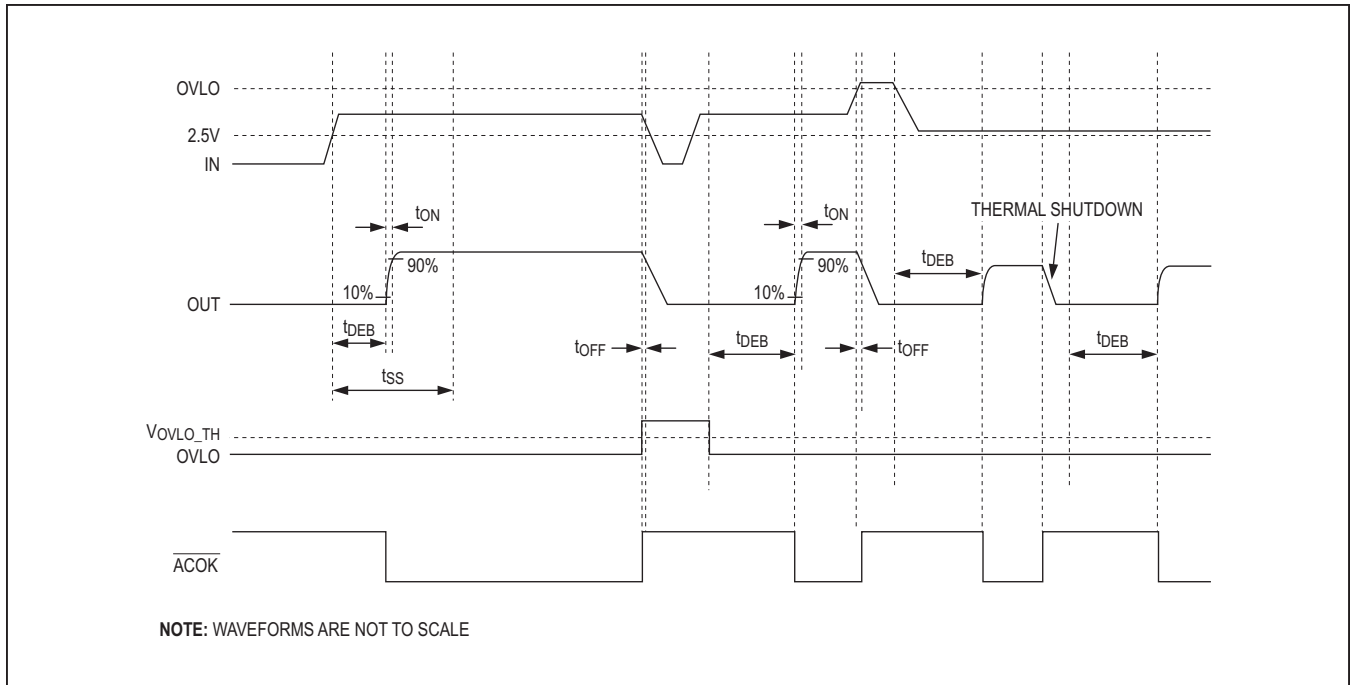 OVLO
2.5V
IN
tON
tON
THERMAL SHUTDOWN
90%
90%
tDEB
10%
10%
OUT
tDEB
tOFF
tDEB
tOFF
tDEB
tSS
VOVLO_TH
OVLO
ACOK
NOTE: WAVEFORMS ARE NOT TO SCALE